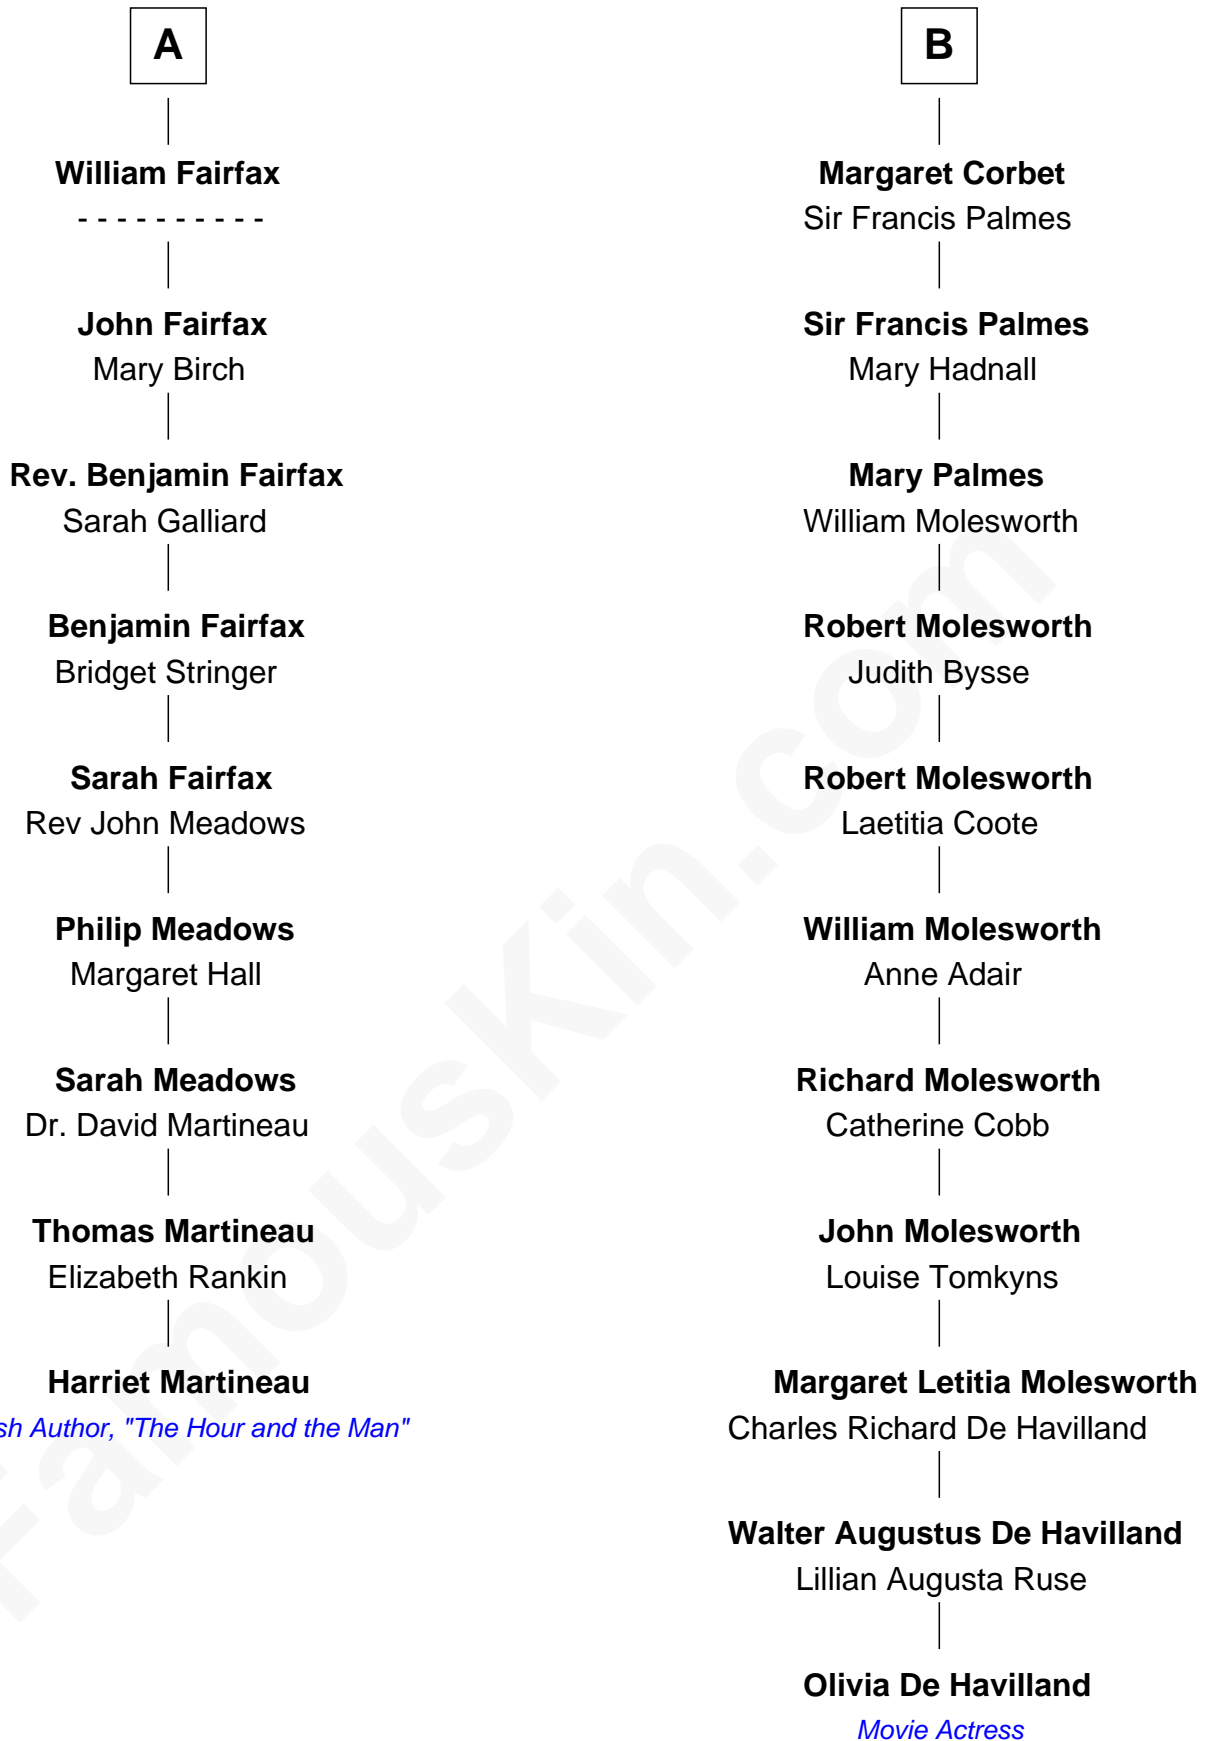 A
William Fairfax
- - - - - - - - - -
John Fairfax
Mary Birch
Rev. Benjamin Fairfax
Sarah Galliard
Benjamin Fairfax
Bridget Stringer
Sarah Fairfax
Rev John Meadows
Philip Meadows
Margaret Hall
Sarah Meadows
Dr. David Martineau
Thomas Martineau
Elizabeth Rankin
Harriet Martineau
sh Author, "The Hour and the Man"
B
Margaret Corbet
Sir Francis Palmes
Sir Francis Palmes
Mary Hadnall
Mary Palmes
William Molesworth
Robert Molesworth
Judith Bysse
Robert Molesworth
Laetitia Coote
William Molesworth
Anne Adair
Richard Molesworth
Catherine Cobb
John Molesworth
Louise Tomkyns
Margaret Letitia Molesworth
Charles Richard De Havilland
Walter Augustus De Havilland
Lillian Augusta Ruse
Olivia De Havilland
Movie Actress
FamousKin.com